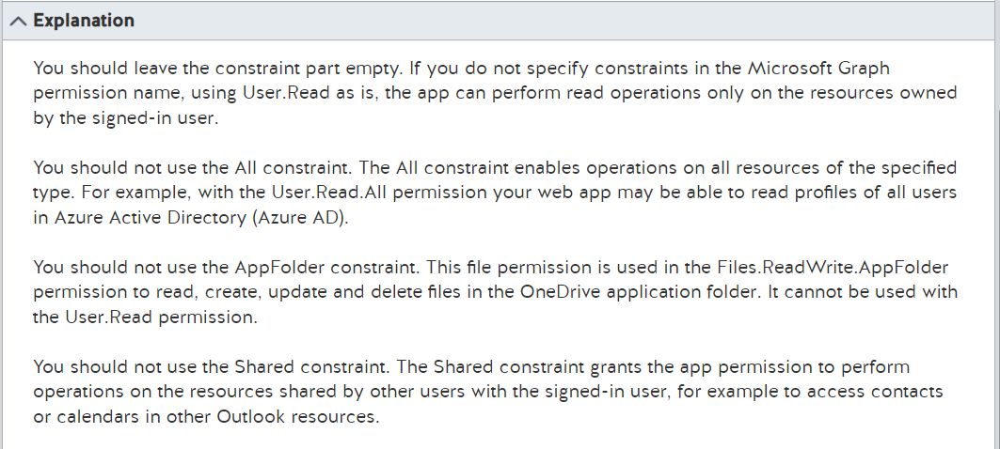 Explanation
You should leave the constraint part empty. If you do not specify constraints in the Microsoft Graph
permission name, using User.Read as is, the app can perform read operations only on the resources owned
by the signed-in user.
You should not use the All constraint. The All constraint enables operations on all resources of the specified
type. For example, with the User.Read.All permission your web app may be able to read profiles of all users
in Azure Active Directory (Azure AD).
You should not use the AppFolder constraint. This file permission is used in the Files.ReadWrite.AppFolder
permission to read, create, update and delete files in the OneDrive application folder. It cannot be used with
the User.Read permission.
You should not use the Shared constraint. The Shared constraint grants the app permission to perform
operations on the resources shared by other users with the signed-in user, for example to access contacts
or calendars in other Outlook resources.